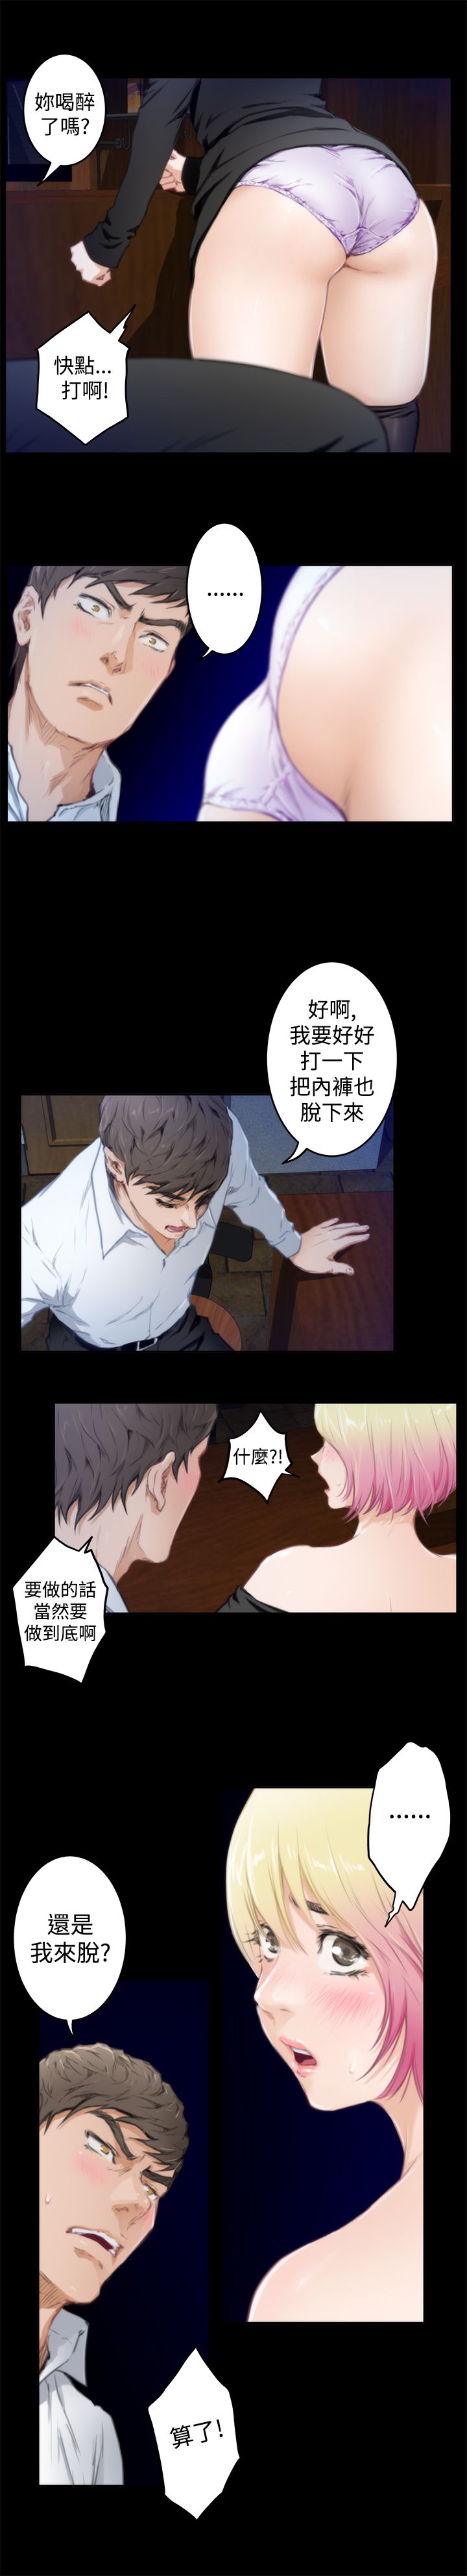 妳喝醉
了嗎?
快點...
打啊!
......
好啊,
我要好好
打一下
把內褲也
脫下來
什麼?!
要做的話
當然要
做到底啊
......
還是
我來脫?
算了!